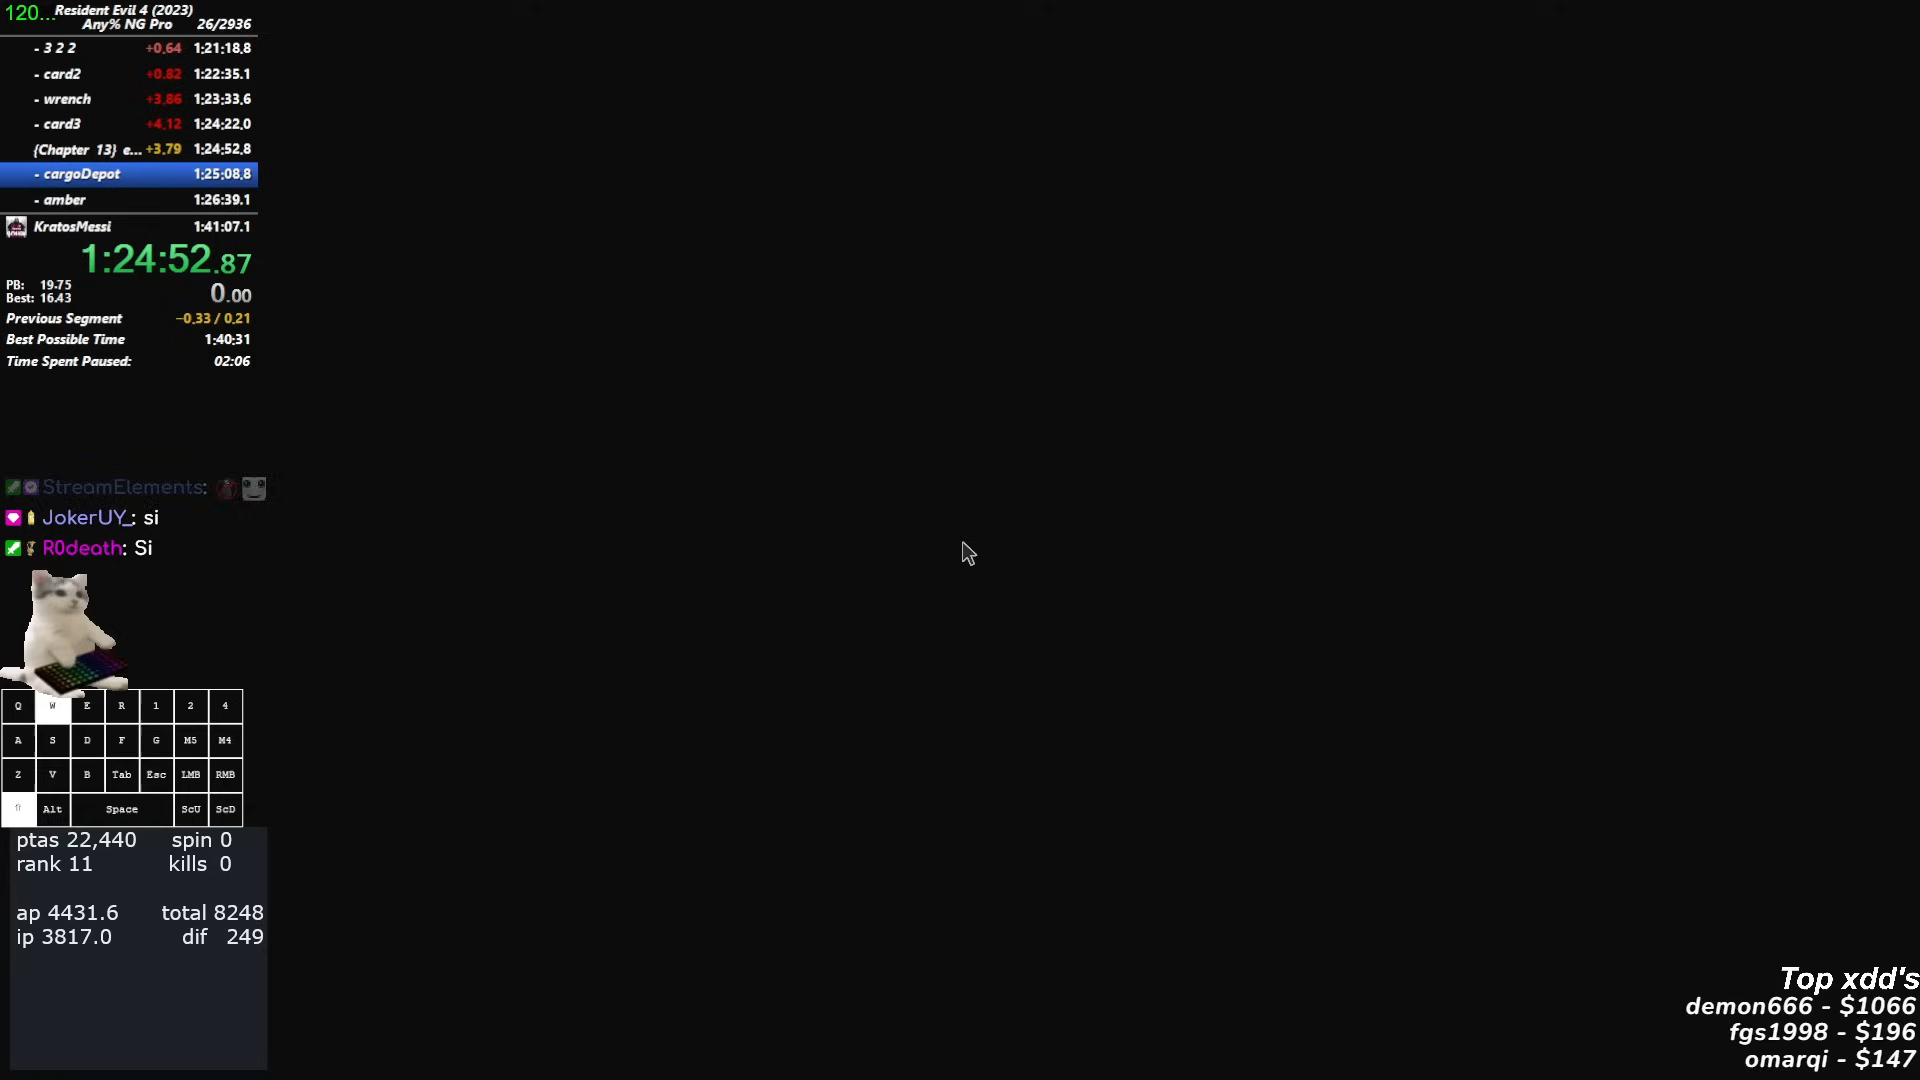 120...
Resident Evil 4 (2023)
Any% NG Pro 26/2936
- 3 2 2 +0.64 1:21:18.8
- card2 +0.82 1:22:35.1
- wrench +3.86 1:23:33.6
- card3 +4.12 1:24:22.0
{Chapter 13} e... +3.79 1:24:52.8
- cargoDepot 1:25:08.8
- amber 1:26:39.1
KratosMessi 1:41:07.1
1:24:52.87
PB: 19.75
Best: 16.43
0.00
Previous Segment -0.33 / 0.21
Best Possible Time 1:40:31
Time Spent Paused: 02:06
StreamElements:
JokerUY_: si
R0death: Si
Q W E R 1 2 4
A S D F G M5 M4
Z V B Tab Esc LMB RMB
⇧ Alt Space ScU ScD
ptas 22,440 spin 0
rank 11 kills 0
ap 4431.6 total 8248
ip 3817.0 dif 249
Top xdd's
demon666 - $1066
fgs1998 - $196
omarqi - $147